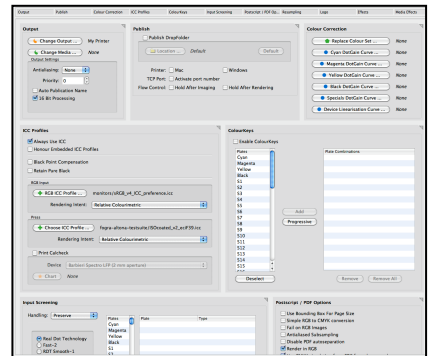 Output Publish Colour Correction ICC Profiles ColourKeys Input Screening Postscript / PDF Op.. Resampling Logs Effects Media Effects
Output
Change Output ... My Printer
Change Media ... None
Output Settings
Antialiasing: None
Priority: 0
Auto Publication Name
16 Bit Processing
Publish
Publish DropFolder
Location ... Default Default
Printer: Mac Windows
TCP Port: Activate port number
Flow Control: Hold After Imaging Hold After Rendering
Colour Correction
Replace Colour Set ... None
Cyan DotGain Curve ... None
Magenta DotGain Curve ... None
Yellow DotGain Curve ... None
Black DotGain Curve ... None
Specials DotGain Curve ... None
Device Linearisation Curve ... None
ICC Profiles
Always Use ICC
Honour Embedded ICC Profiles
Black Point Compensation
Retain Pure Black
RGB Input
RGB ICC Profile ... monitors/sRGB_v4_ICC_preference.icc
Rendering Intent: Relative Colourimetric
Press
Choose ICC Profile ...
Rendering Intent: Relative Colourimetric
Print Calcheck
Device Barbieri Spectro LFP (2 mm aperture)
Chart None
ColourKeys
Enable ColourKeys
Plates
Cyan
Magenta
Yellow
Black
S1
S2
S3
S4
S5
S6
S7
S8
S9
S10
S11
S12
S13
S14
S15
Plate Combinations
Add
Progressive
Deselect Remove Remove All
Input Screening
Handling: Preserve
Real Dot Technology
Fast-2
RDT Smooth-1
Plates
Cyan
Magenta
Yellow
Black
S1
S2
Plate Type
Postscript / PDF Options
Use Bounding Box For Page Size
Simple RGB to CMYK conversion
Fail on RGB Images
Antialiased Subsampling
Disable PDF autoseparation
Render in RGB